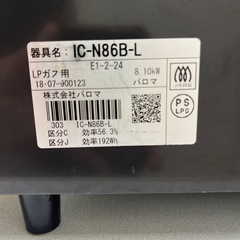 器具名: IC-N86B-L
E1-2-24
LPガス用 8.10kW
18·07-900123 パロマ
株式会社パロマ
303 IC-N86B-L
区分C 効率56.3%
区分J 効率192Wh
PS
LPG